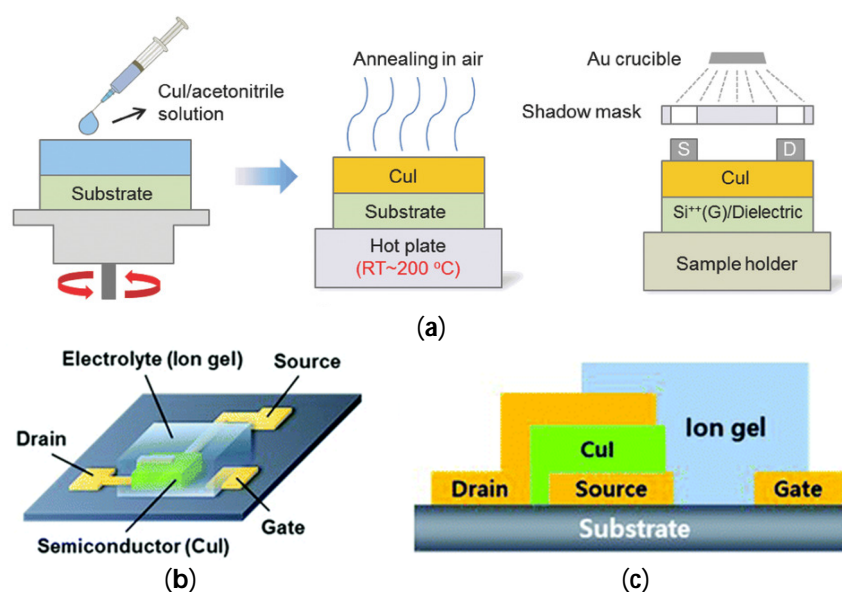 CuI/acetonitrile
solution
Substrate
Annealing in air
CuI
Substrate
Hot plate
(RT~200 °C)
Au crucible
Shadow mask
S
D
CuI
Si⁺⁺(G)/Dielectric
Sample holder
(a)
Electrolyte (Ion gel)
Source
Drain
Gate
Semiconductor (CuI)
(b)
Ion gel
CuI
Drain
Source
Gate
Substrate
(c)